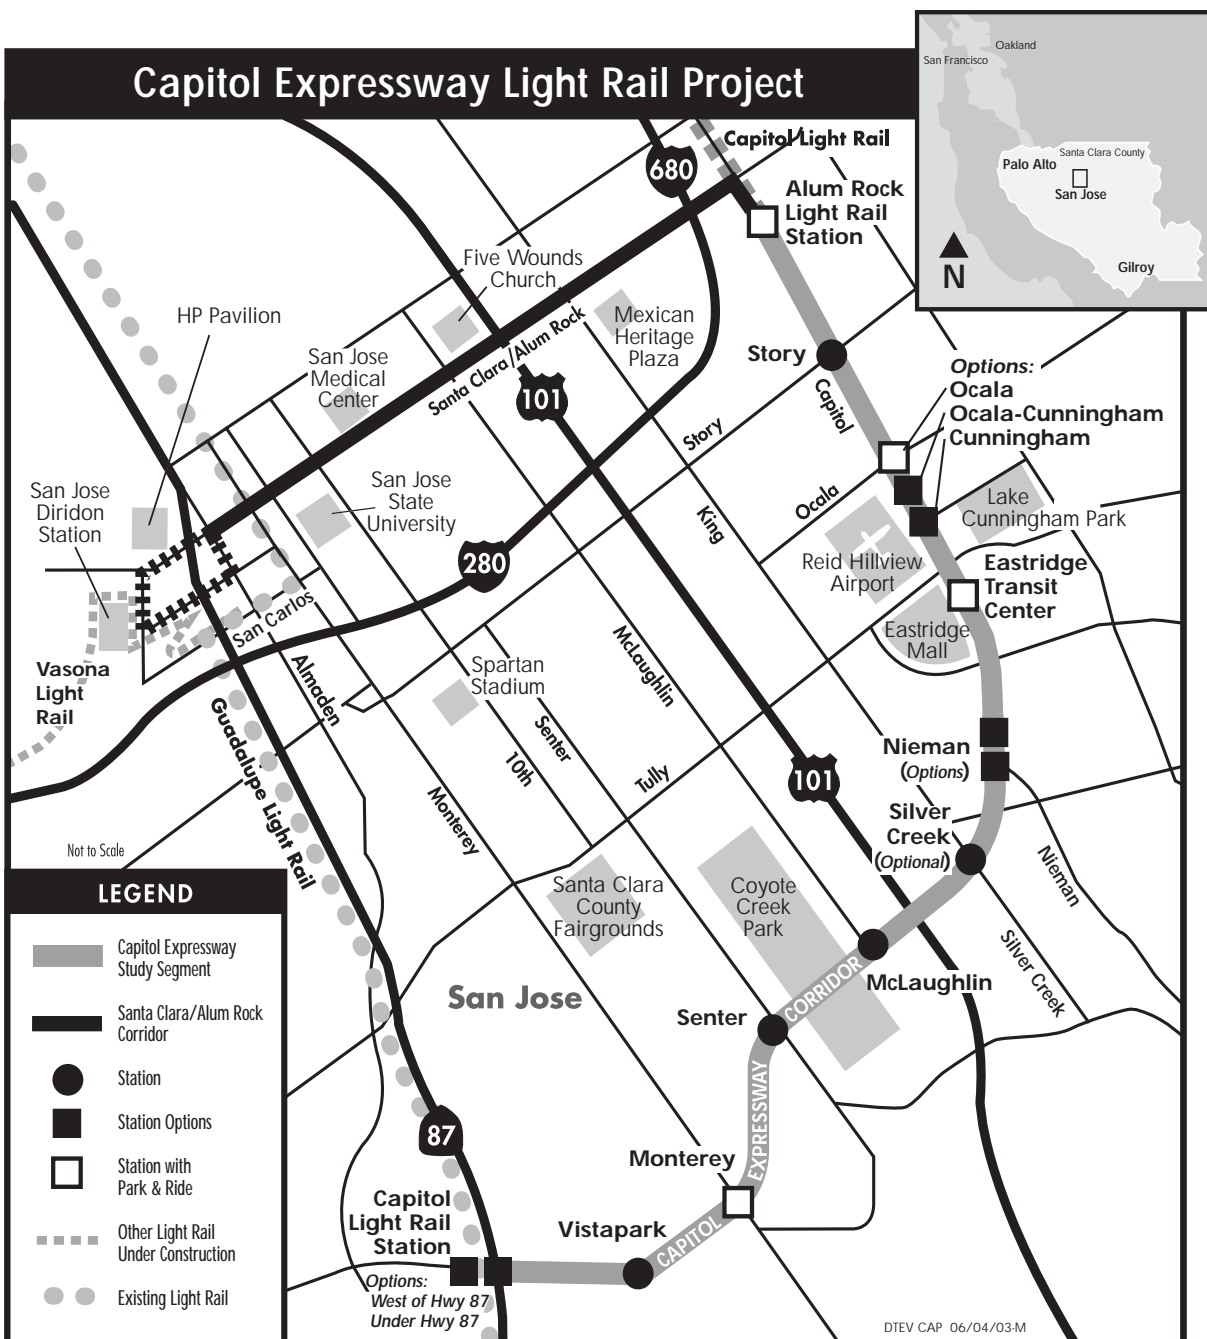 Capitol Expressway Light Rail Project
Oakland
San Francisco
Santa Clara County
Palo Alto
San Jose
Gilroy
N
Capitol Light Rail
680
Alum Rock
Light Rail
Station
Five Wounds
Church
HP Pavilion
Mexican
Heritage
Plaza
San Jose
Medical
Center
Santa Clara/Alum Rock
101
Story
Capitol
Options:
Ocala
Ocala-Cunningham
Cunningham
Story
San Jose
Diridon
Station
San Jose
State
University
King
Ocala
Lake
Cunningham Park
280
Reid Hillview
Airport
Eastridge
Transit
Center
San Carlos
Eastridge
Mall
Vasona
Light
Rail
Almaden
Spartan
Stadium
McLaughlin
Guadalupe Light Rail
Senter
10th
Tully
Nieman
(Options)
101
Monterey
Silver
Creek
(Optional)
Not to Scale
Nieman
Santa Clara
County
Fairgrounds
Coyote
Creek
Park
Silver Creek
LEGEND
Capitol Expressway
Study Segment
Santa Clara/Alum Rock
Corridor
Station
Station Options
Station with
Park & Ride
Other Light Rail
Under Construction
Existing Light Rail
San Jose
CORRIDOR
McLaughlin
Senter
EXPRESSWAY
87
Monterey
Capitol
Light Rail
Station
Vistapark
CAPITOL
Options:
West of Hwy 87
Under Hwy 87
DTEV CAP 06/04/03-M